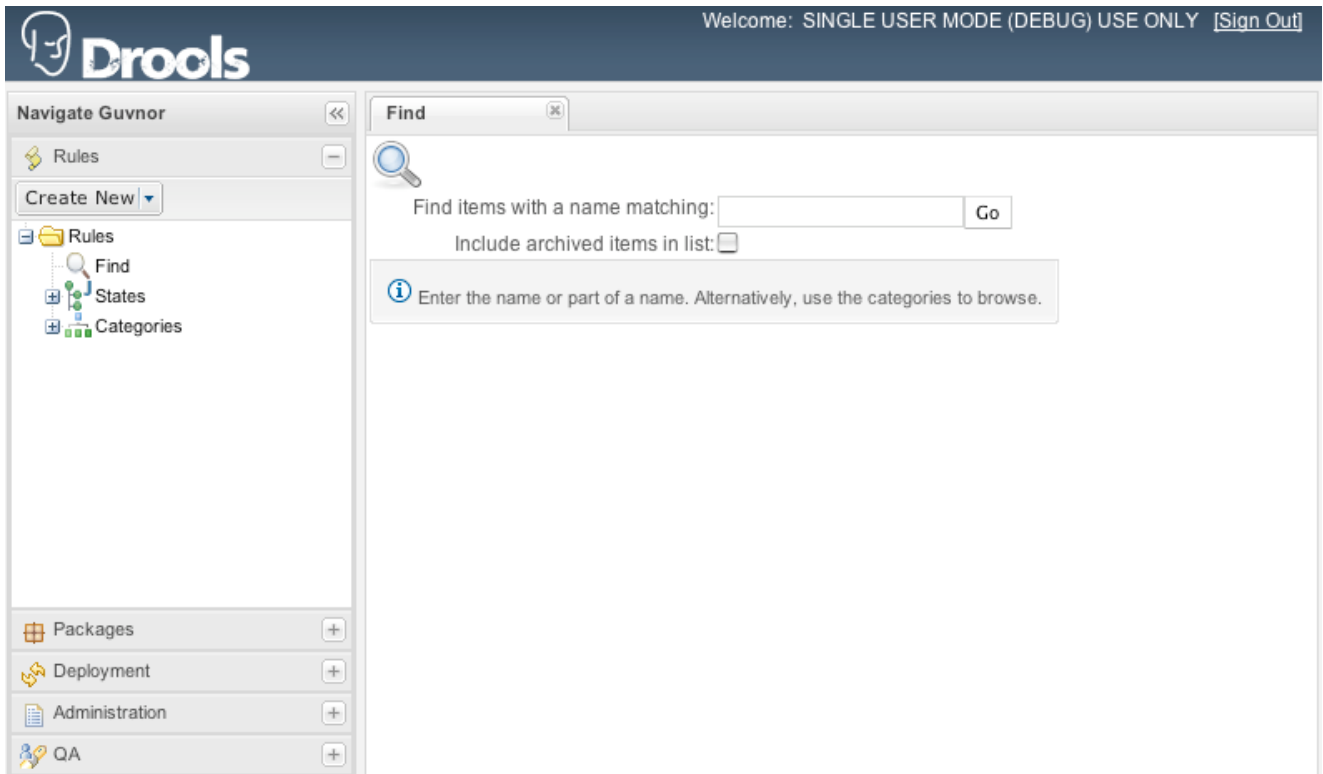 Welcome: SINGLE USER MODE (DEBUG) USE ONLY [Sign Out]
Drools
Navigate Guvnor
Rules
Create New
Rules
Find
States
Categories
Packages
Deployment
Administration
QA
Find
Find items with a name matching:
Go
Include archived items in list:
Enter the name or part of a name. Alternatively, use the categories to browse.